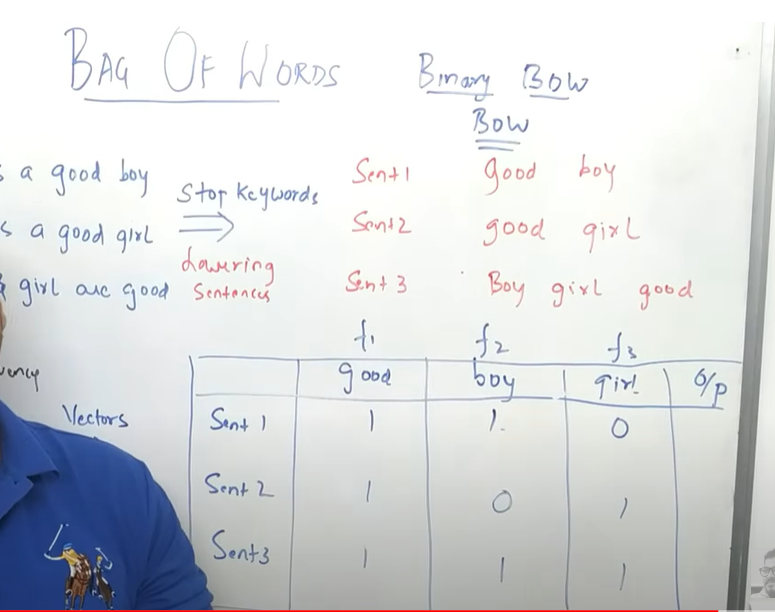 BAG OF WORDS
Binary BOW
BOW
a good boy
Stop Keywords
Sent1 good boy
a good girl
Sent2 good girl
girl are good
Lowering
Sentences
Sent 3 Boy girl good
f1 f2 f3
good boy girl O/p
Vectors
Sent 1 1 1 0
Sent 2 1 0 1
Sent3 1 1 1